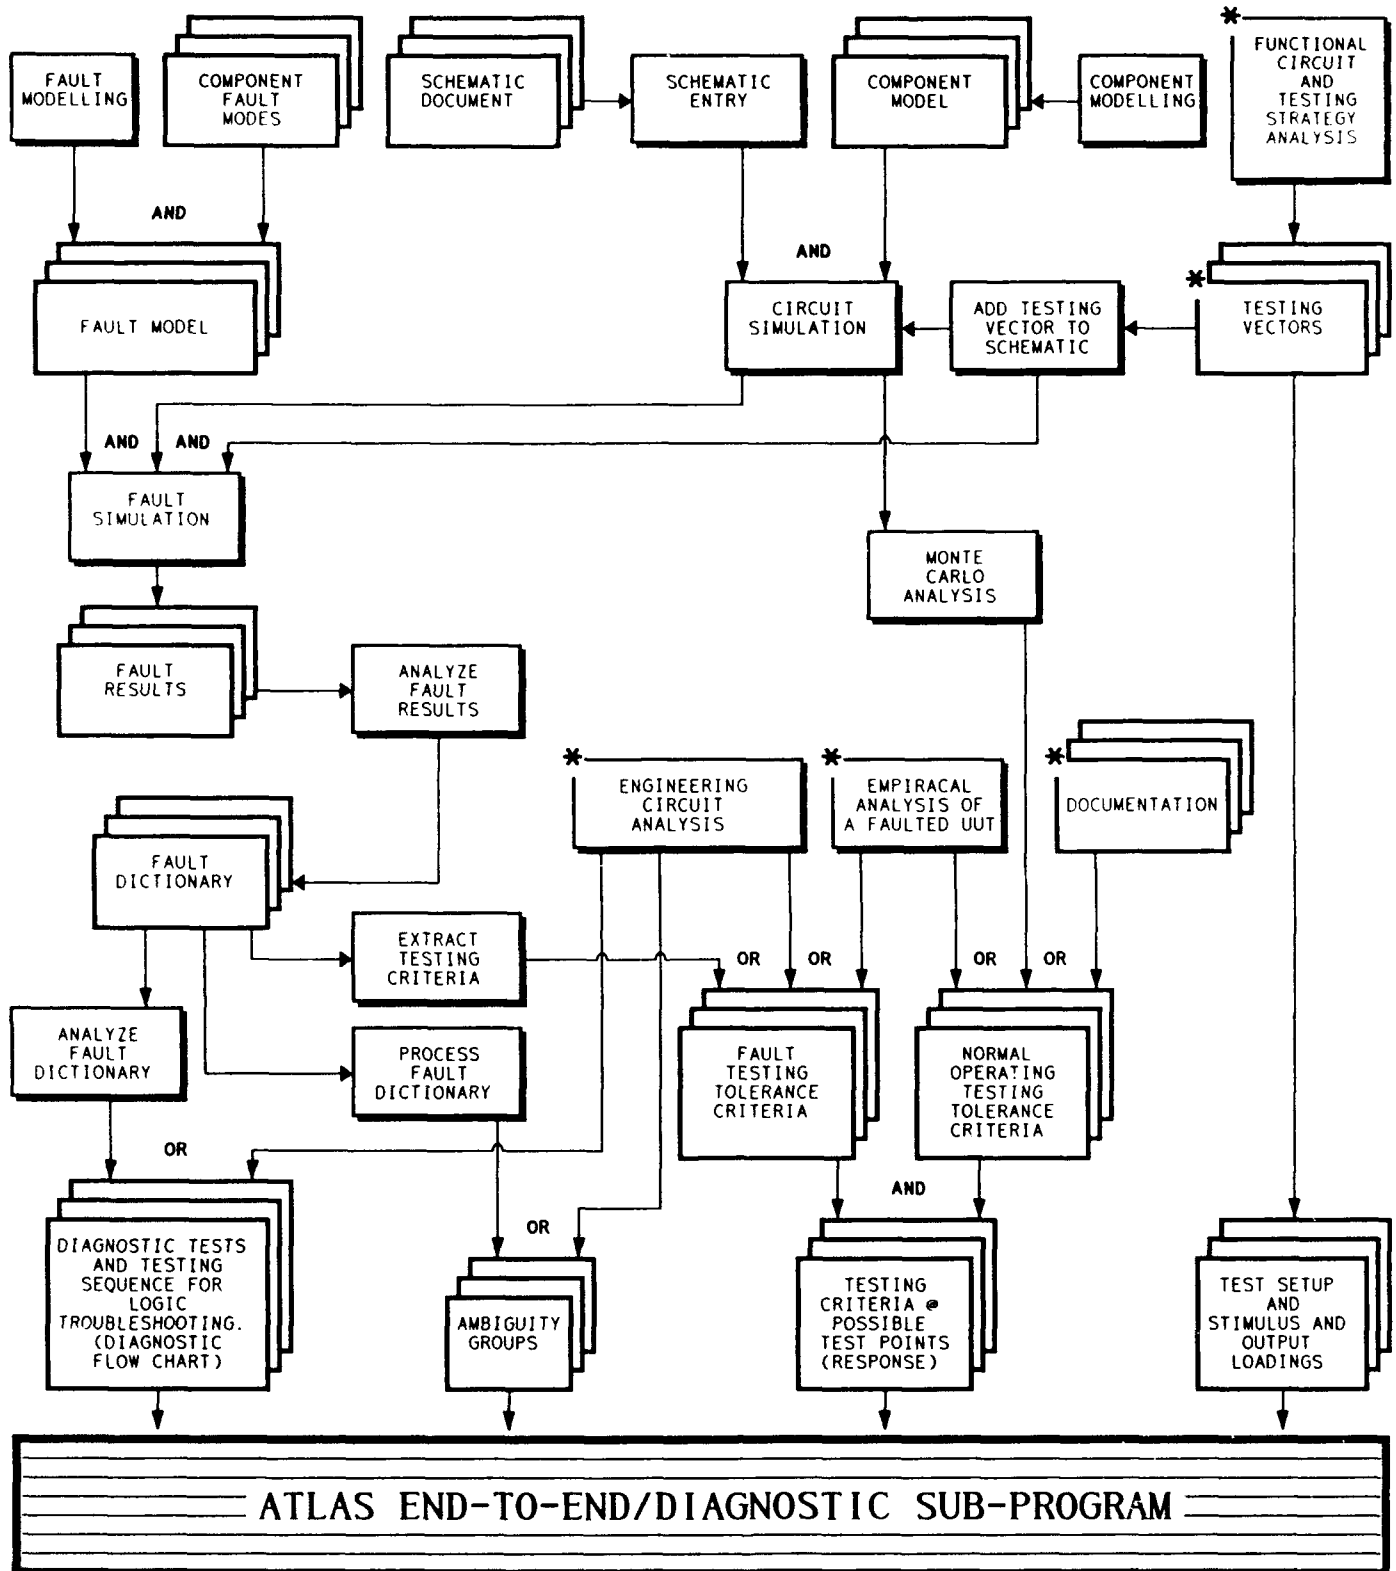 FAULT
MODELLING
COMPONENT
FAULT
MODES
SCHEMATIC
DOCUMENT
SCHEMATIC
ENTRY
COMPONENT
MODEL
COMPONENT
MODELLING
*
FUNCTIONAL
CIRCUIT
AND
TESTING
STRATEGY
ANALYSIS
AND
AND
FAULT MODEL
CIRCUIT
SIMULATION
ADD TESTING
VECTOR TO
SCHEMATIC
*
TESTING
VECTORS
AND AND
FAULT
SIMULATION
MONTE
CARLO
ANALYSIS
FAULT
RESULTS
ANALYZE
FAULT
RESULTS
*
ENGINEERING
CIRCUIT
ANALYSIS
*
EMPIRACAL
ANALYSIS OF
A FAULTED UUT
*
DOCUMENTATION
FAULT
DICTIONARY
EXTRACT
TESTING
CRITERIA
OR OR
OR OR
ANALYZE
FAULT
DICTIONARY
PROCESS
FAULT
DICTIONARY
FAULT
TESTING
TOLERANCE
CRITERIA
NORMAL
OPERATING
TESTING
TOLERANCE
CRITERIA
OR
AND
OR
DIAGNOSTIC TESTS
AND TESTING
SEQUENCE FOR
LOGIC
TROUBLESHOOTING.
(DIAGNOSTIC
FLOW CHART)
AMBIGUITY
GROUPS
TESTING
CRITERIA @
POSSIBLE
TEST POINTS
(RESPONSE)
TEST SETUP
AND
STIMULUS AND
OUTPUT
LOADINGS
ATLAS END-TO-END/DIAGNOSTIC SUB-PROGRAM